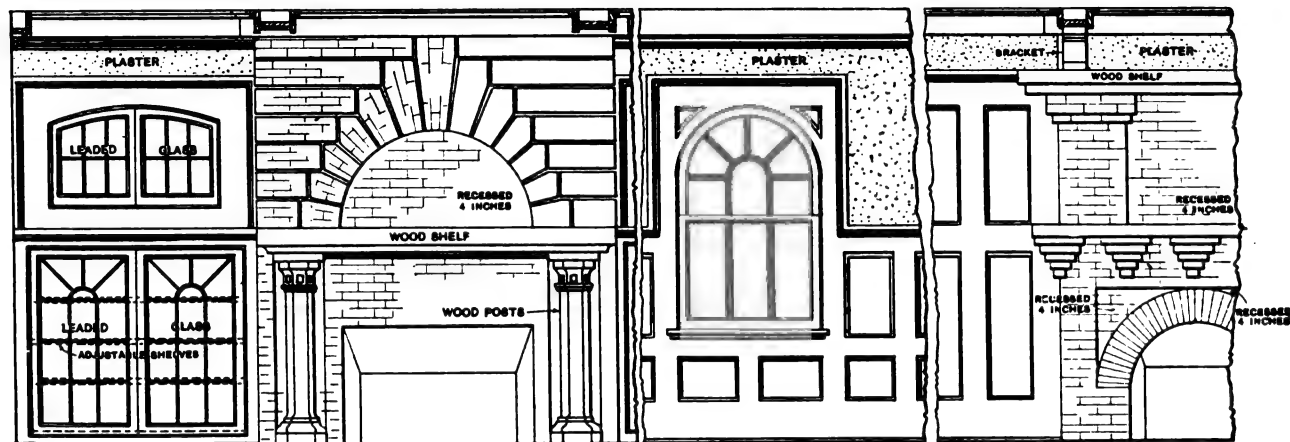 PLASTER
LEADED GLASS
LEADED GLASS
ADJUSTABLE SHELVES
RECESSED
4 INCHES
WOOD SHELF
WOOD POSTS
PLASTER
BRACKET
PLASTER
WOOD SHELF
RECESSED
4 INCHES
RECESSED
4 INCHES
RECESSED
4 INCHES